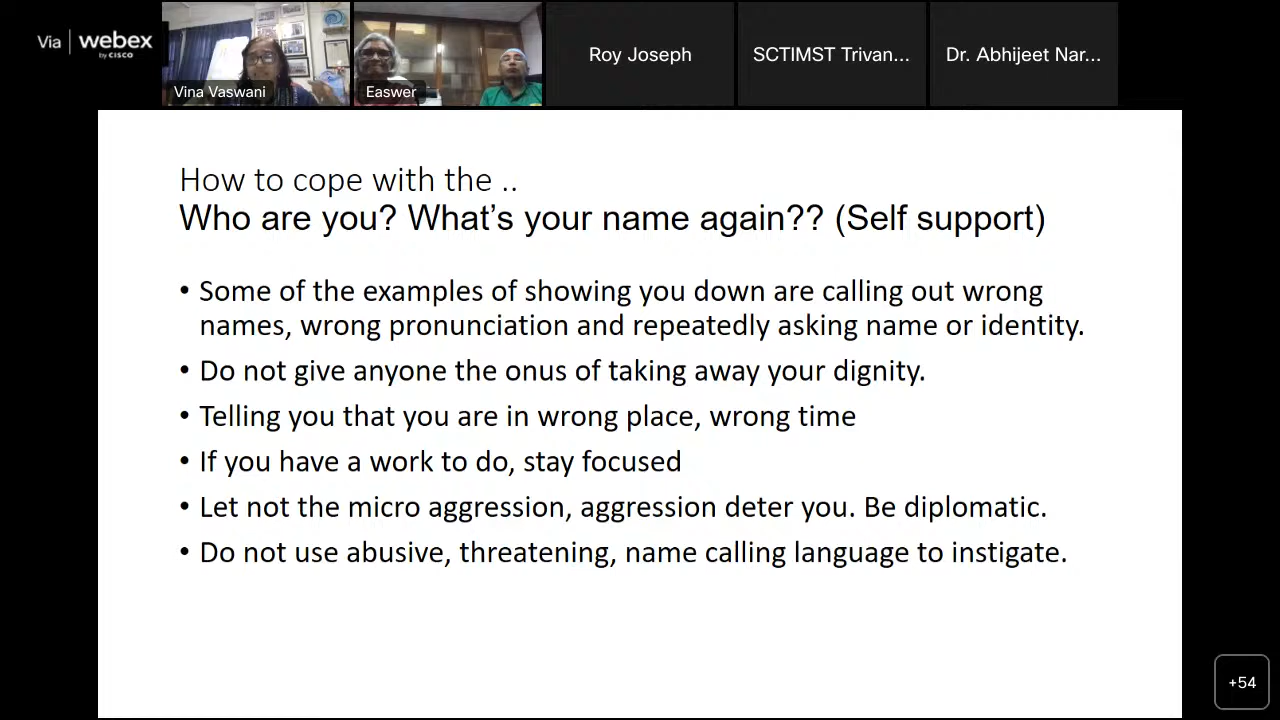 Via | webex
by CISCO
Vina Vaswani
Easwer
Roy Joseph
SCTIMST Trivan...
Dr. Abhijeet Nar...
How to cope with the ..
Who are you? What's your name again?? (Self support)
• Some of the examples of showing you down are calling out wrong
names, wrong pronunciation and repeatedly asking name or identity.
• Do not give anyone the onus of taking away your dignity.
• Telling you that you are in wrong place, wrong time
• If you have a work to do, stay focused
• Let not the micro aggression, aggression deter you. Be diplomatic.
• Do not use abusive, threatening, name calling language to instigate.
+54